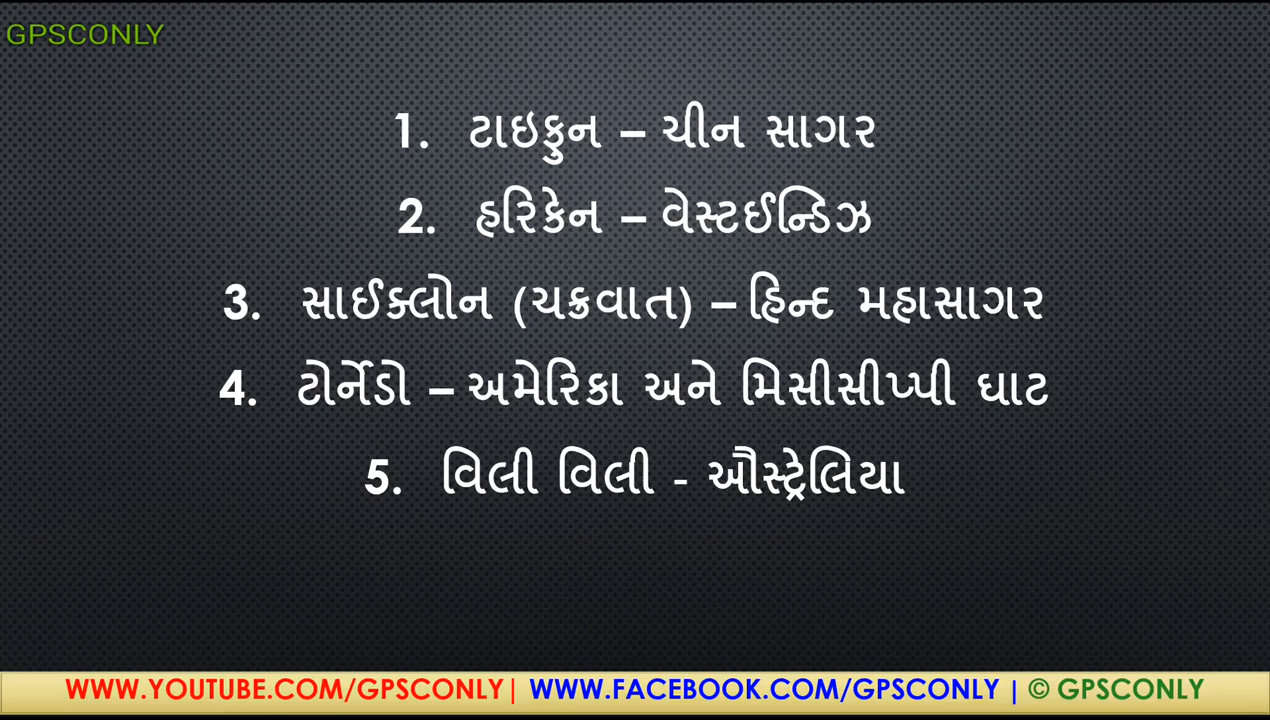 GPSCONLY
1. ટાઇફુન – ચીન સાગર
2. હરિકેન – વેસ્ટઈન્ડિઝ
3. સાઈક્લોન (ચક્રવાત) – હિન્દ મહાસાગર
4. ટોર્નેડો – અમેરિકા અને મિસીસીપ્પી ઘાટ
5. વિલી વિલી - ઔસ્ટ્રેલિયા
WWW.YOUTUBE.COM/GPSCONLY | WWW.FACEBOOK.COM/GPSCONLY | © GPSCONLY